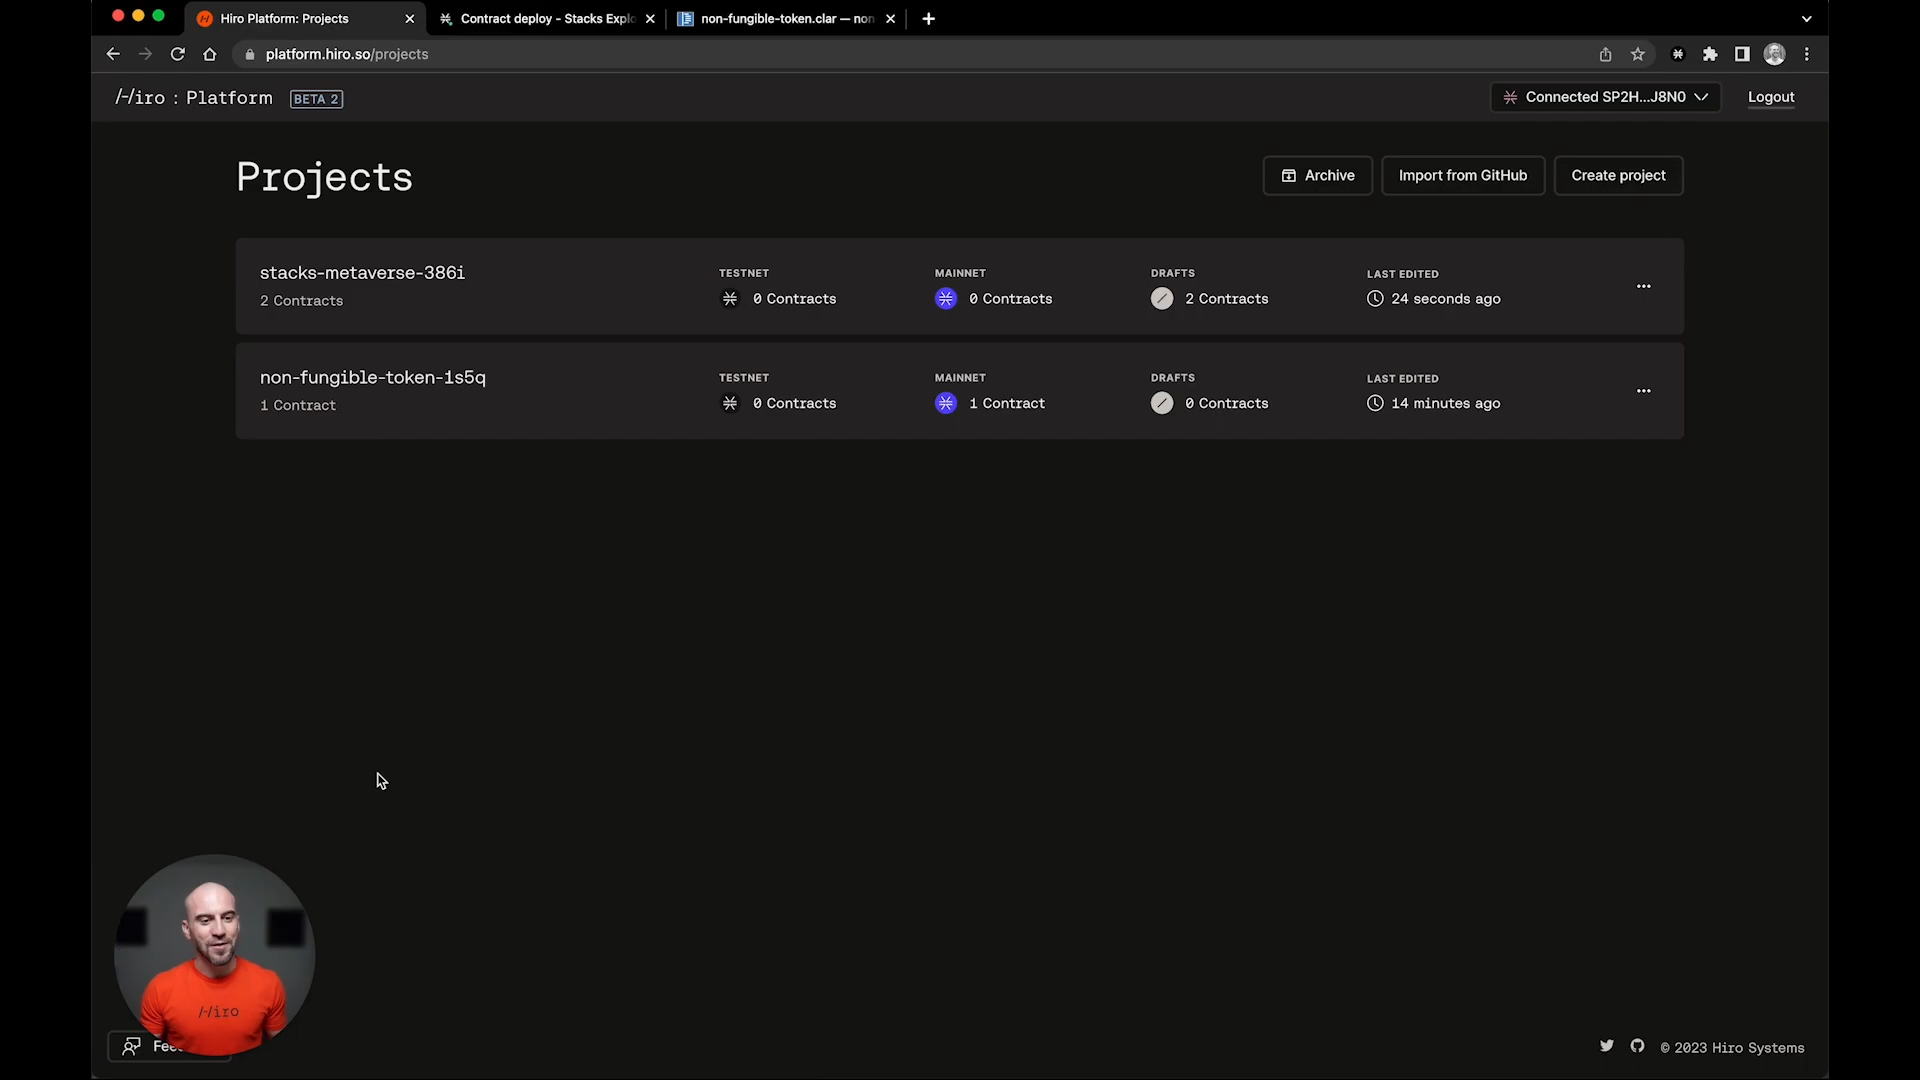 Hiro Platform: Projects
Contract deploy - Stacks Explo
non-fungible-token.clar — non
platform.hiro.so/projects
Hiro : Platform BETA 2
Connected SP2H...J8N0
Logout
Projects
Archive
Import from GitHub
Create project
stacks-metaverse-386i
2 Contracts
TESTNET
0 Contracts
MAINNET
0 Contracts
DRAFTS
2 Contracts
LAST EDITED
24 seconds ago
non-fungible-token-1s5q
1 Contract
TESTNET
0 Contracts
MAINNET
1 Contract
DRAFTS
0 Contracts
LAST EDITED
14 minutes ago
Hiro
© 2023 Hiro Systems